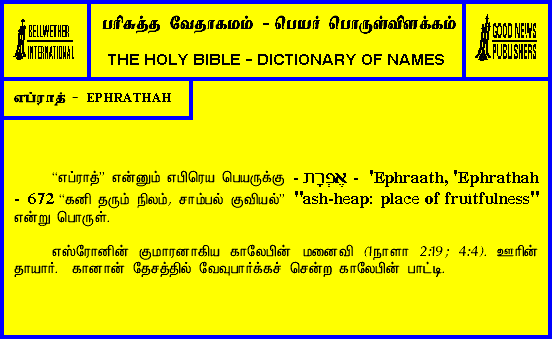 BELLWETHER
INTERNATIONAL
பரிசுத்த வேதாகமம் - பெயர் பொருள்விளக்கம்
THE HOLY BIBLE - DICTIONARY OF NAMES
GOOD NEWS
PUBLISHERS
எப்ராத் - EPHRATHAH
“எப்ராத்” என்னும் எபிரெய பெயருக்கு - אֶפְרָת - 'Ephraath, 'Ephrathah
- 672 “கனி தரும் நிலம், சாம்பல் குவியல்” "ash-heap: place of fruitfulness"
என்று பொருள்.
எஸ்ரோனின் குமாரனாகிய காலேபின் மனைவி (1நாளா 2:19; 4:4). ஊரின்
தாயார். கானான் தேசத்தில் வேவுபார்க்கச் சென்ற காலேபின் பாட்டி.